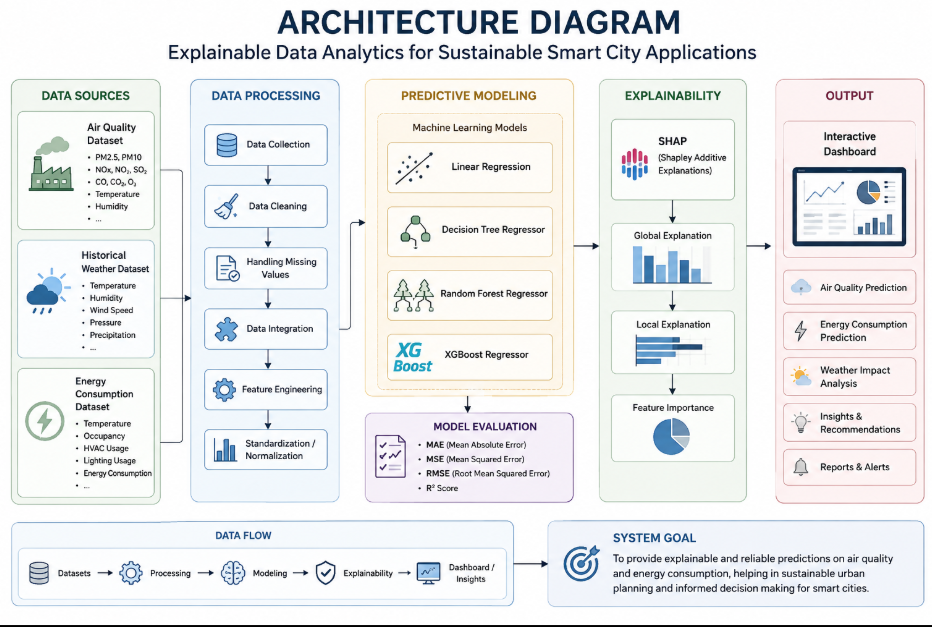 ARCHITECTURE DIAGRAM
Explainable Data Analytics for Sustainable Smart City Applications
DATA SOURCES
Air Quality
Dataset
• PM2.5, PM10
• NOx, NO₂, SO₂
• CO, CO₂, O₃
• Temperature
• Humidity
• ...
Historical
Weather Dataset
• Temperature
• Humidity
• Wind Speed
• Pressure
• Precipitation
• ...
Energy
Consumption
Dataset
• Temperature
• Occupancy
• HVAC Usage
• Lighting Usage
• Energy Consumption
• ...
DATA PROCESSING
Data Collection
Data Cleaning
Handling Missing
Values
Data Integration
Feature Engineering
Standardization /
Normalization
PREDICTIVE MODELING
Machine Learning Models
Linear Regression
Decision Tree Regressor
Random Forest Regressor
XG
Boost
XGBoost Regressor
MODEL EVALUATION
• MAE (Mean Absolute Error)
• MSE (Mean Squared Error)
• RMSE (Root Mean Squared Error)
• R² Score
EXPLAINABILITY
SHAP
(Shapley Additive
Explanations)
Global Explanation
Local Explanation
Feature Importance
OUTPUT
Interactive
Dashboard
Air Quality Prediction
Energy Consumption
Prediction
Weather Impact
Analysis
Insights &
Recommendations
Reports & Alerts
DATA FLOW
Datasets
Processing
Modeling
Explainability
Dashboard /
Insights
SYSTEM GOAL
To provide explainable and reliable predictions on air quality
and energy consumption, helping in sustainable urban
planning and informed decision making for smart cities.